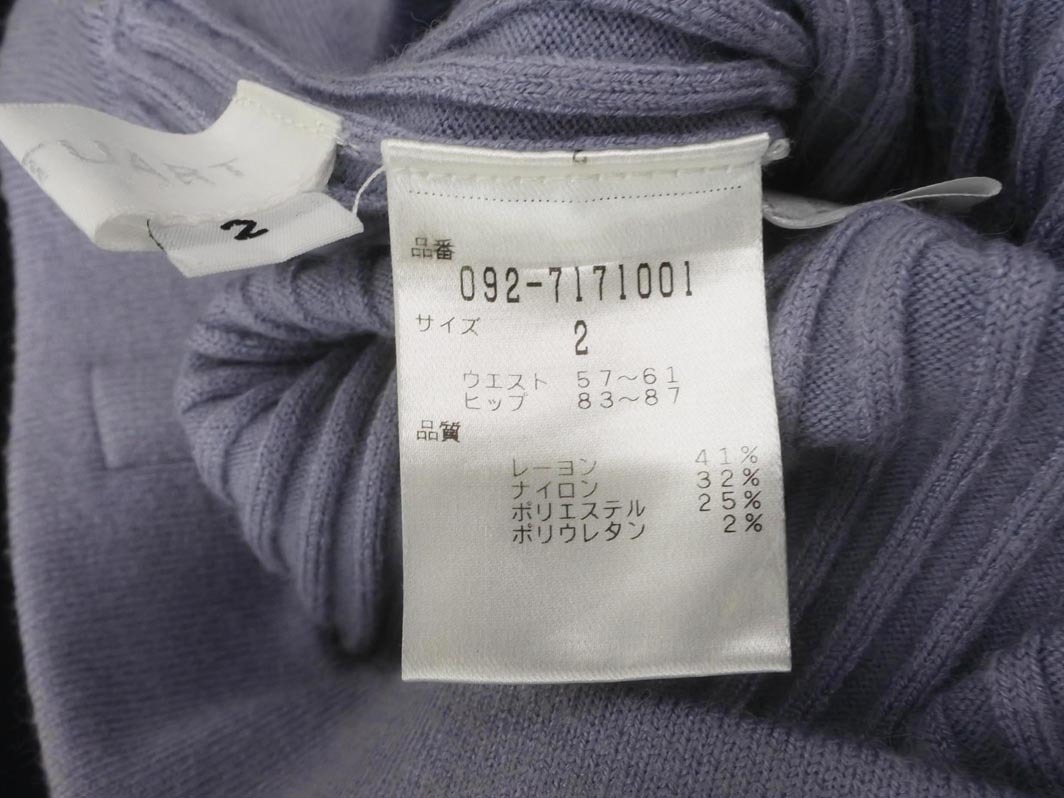 2
品番
092-7171001
サイズ
2
ウエスト 57～61
ヒップ 83～87
品質
レーヨン 41%
ナイロン 32%
ポリエステル 25%
ポリウレタン 2%